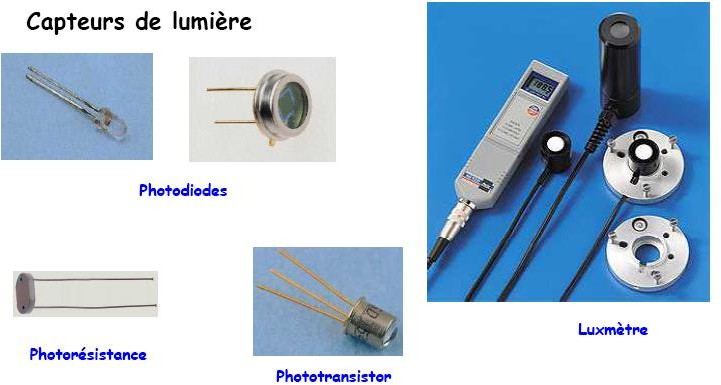 Capteurs de lumière
Photodiodes
Photorésistance
Phototransistor
Luxmètre